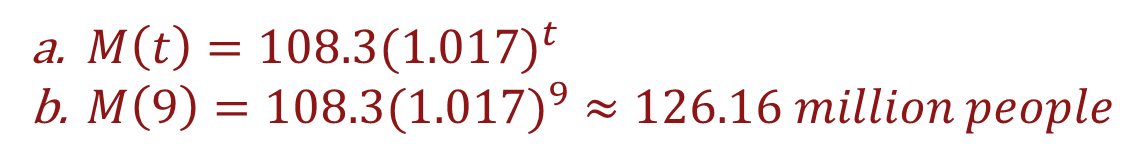 a. M(t) = 108.3(1.017)^t
b. M(9) = 108.3(1.017)^9 ≈ 126.16 million people